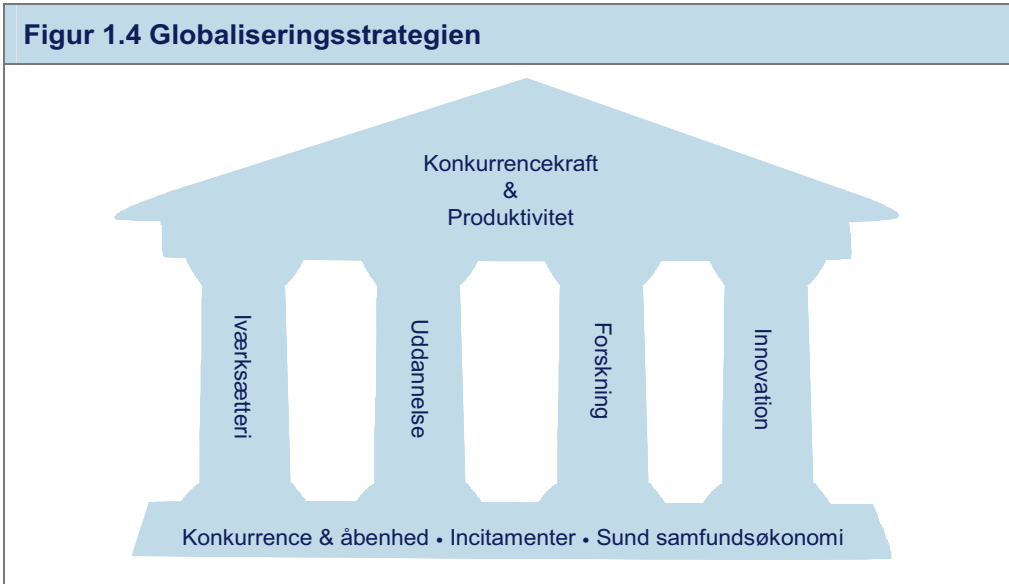 Figur 1.4 Globaliseringsstrategien
Konkurrencekraft
&
Produktivitet
Iværksætteri
Uddannelse
Forskning
Innovation
Konkurrence & åbenhed • Incitamenter • Sund samfundsøkonomi